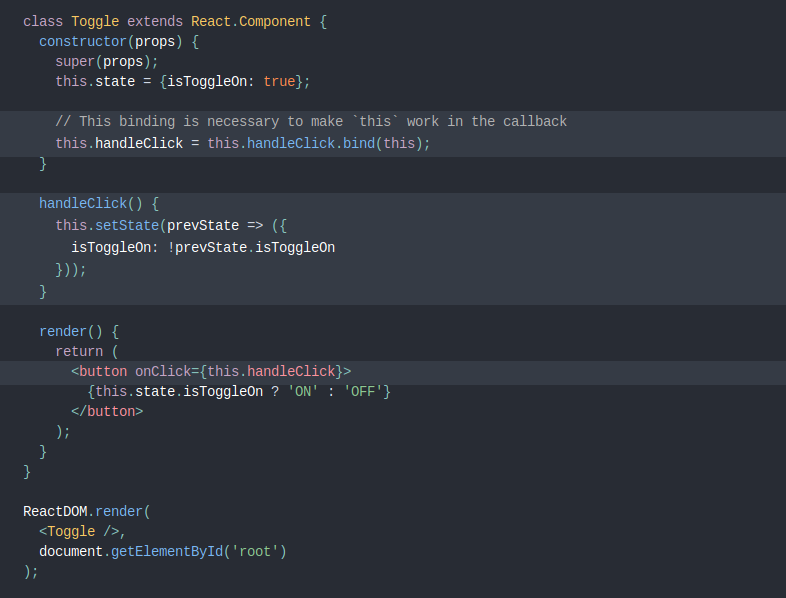 class Toggle extends React.Component {
  constructor(props) {
    super(props);
    this.state = {isToggleOn: true};

    // This binding is necessary to make `this` work in the callback
    this.handleClick = this.handleClick.bind(this);
  }

  handleClick() {
    this.setState(prevState => ({
      isToggleOn: !prevState.isToggleOn
    }));
  }

  render() {
    return (
      <button onClick={this.handleClick}>
        {this.state.isToggleOn ? 'ON' : 'OFF'}
      </button>
    );
  }
}

ReactDOM.render(
  <Toggle />,
  document.getElementById('root')
);